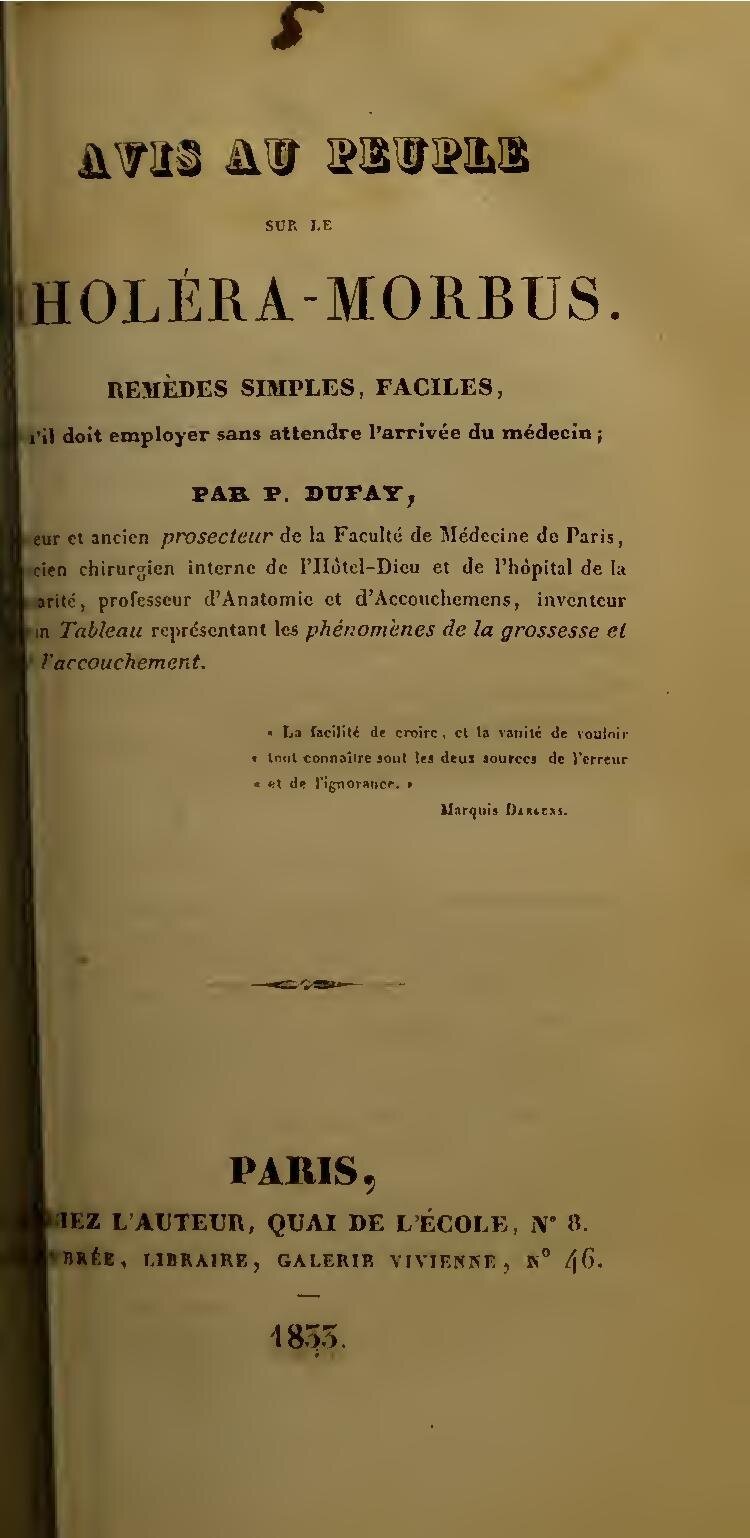 5
AVIS AU PEUPLE
SUR LE
HOLÉRA-MORBUS.
REMÈDES SIMPLES, FACILES,
'il doit employer sans attendre l'arrivée du médecin ;
PAR P. DUFAY,
eur et ancien prosecteur de la Faculté de Médecine de Paris,
cien chirurgien interne de l'Hôtel-Dieu et de l'hôpital de la
arité, professeur d'Anatomie et d'Accouchemens, inventeur
un Tableau représentant les phénomènes de la grossesse et
l'accouchement.
« La facilité de croire, et la vanité de vouloir
« tout connaître sont les deux sources de l'erreur
« et de l'ignorance. »
Marquis DARGENS.
PARIS,
HEZ L'AUTEUR, QUAI DE L'ÉCOLE, N° 8.
BRÉE, LIBRAIRE, GALERIE VIVIENNE, N° 46.
1833.